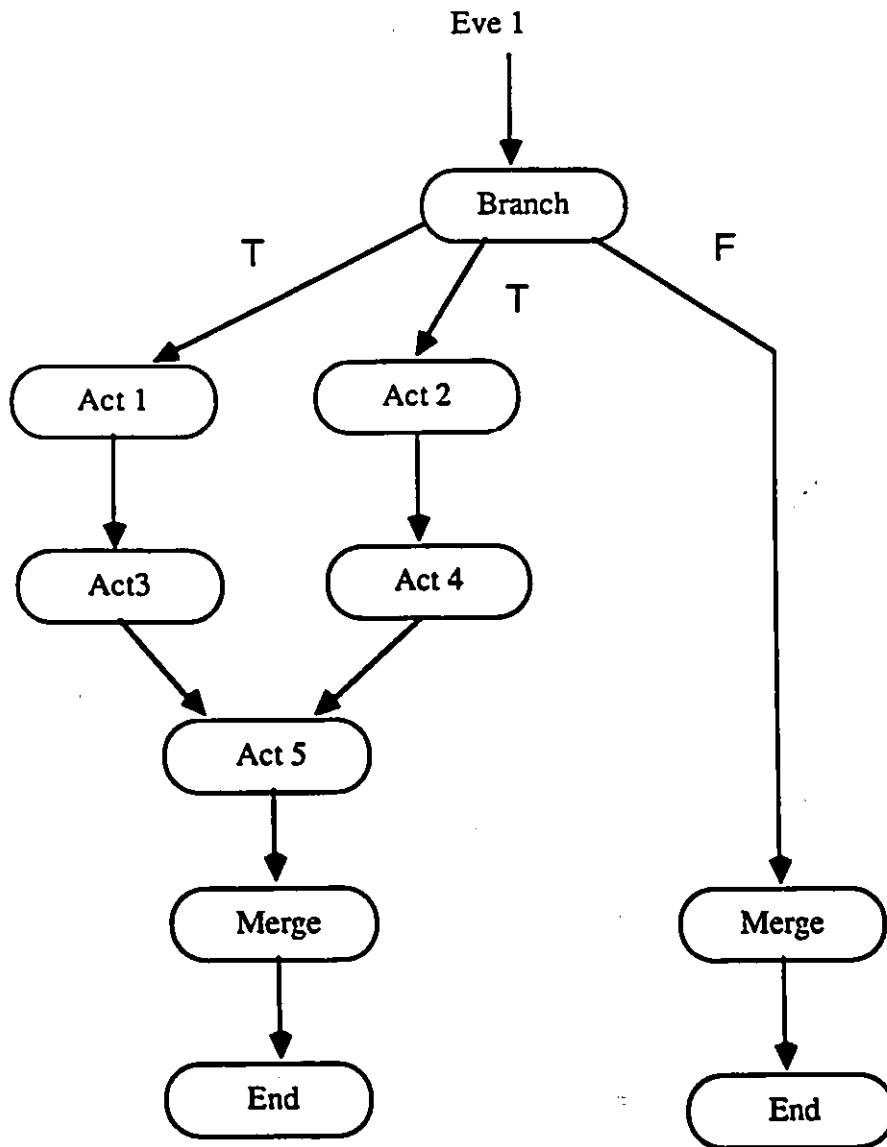 Eve 1
Branch
T
F
T
Act 1
Act 2
Act3
Act 4
Act 5
Merge
Merge
End
End